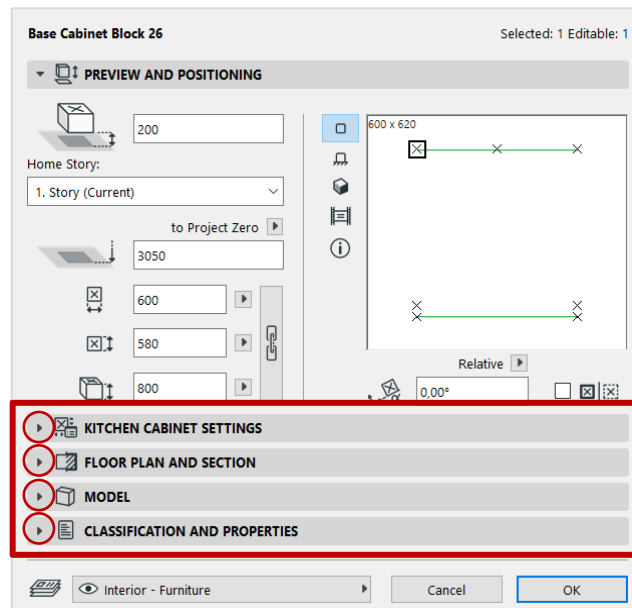 Base Cabinet Block 26
Selected: 1 Editable: 1
PREVIEW AND POSITIONING
200
Home Story:
1. Story (Current)
to Project Zero
3050
600
580
800
600 x 620
Relative
0,00°
KITCHEN CABINET SETTINGS
FLOOR PLAN AND SECTION
MODEL
CLASSIFICATION AND PROPERTIES
Interior - Furniture
Cancel
OK